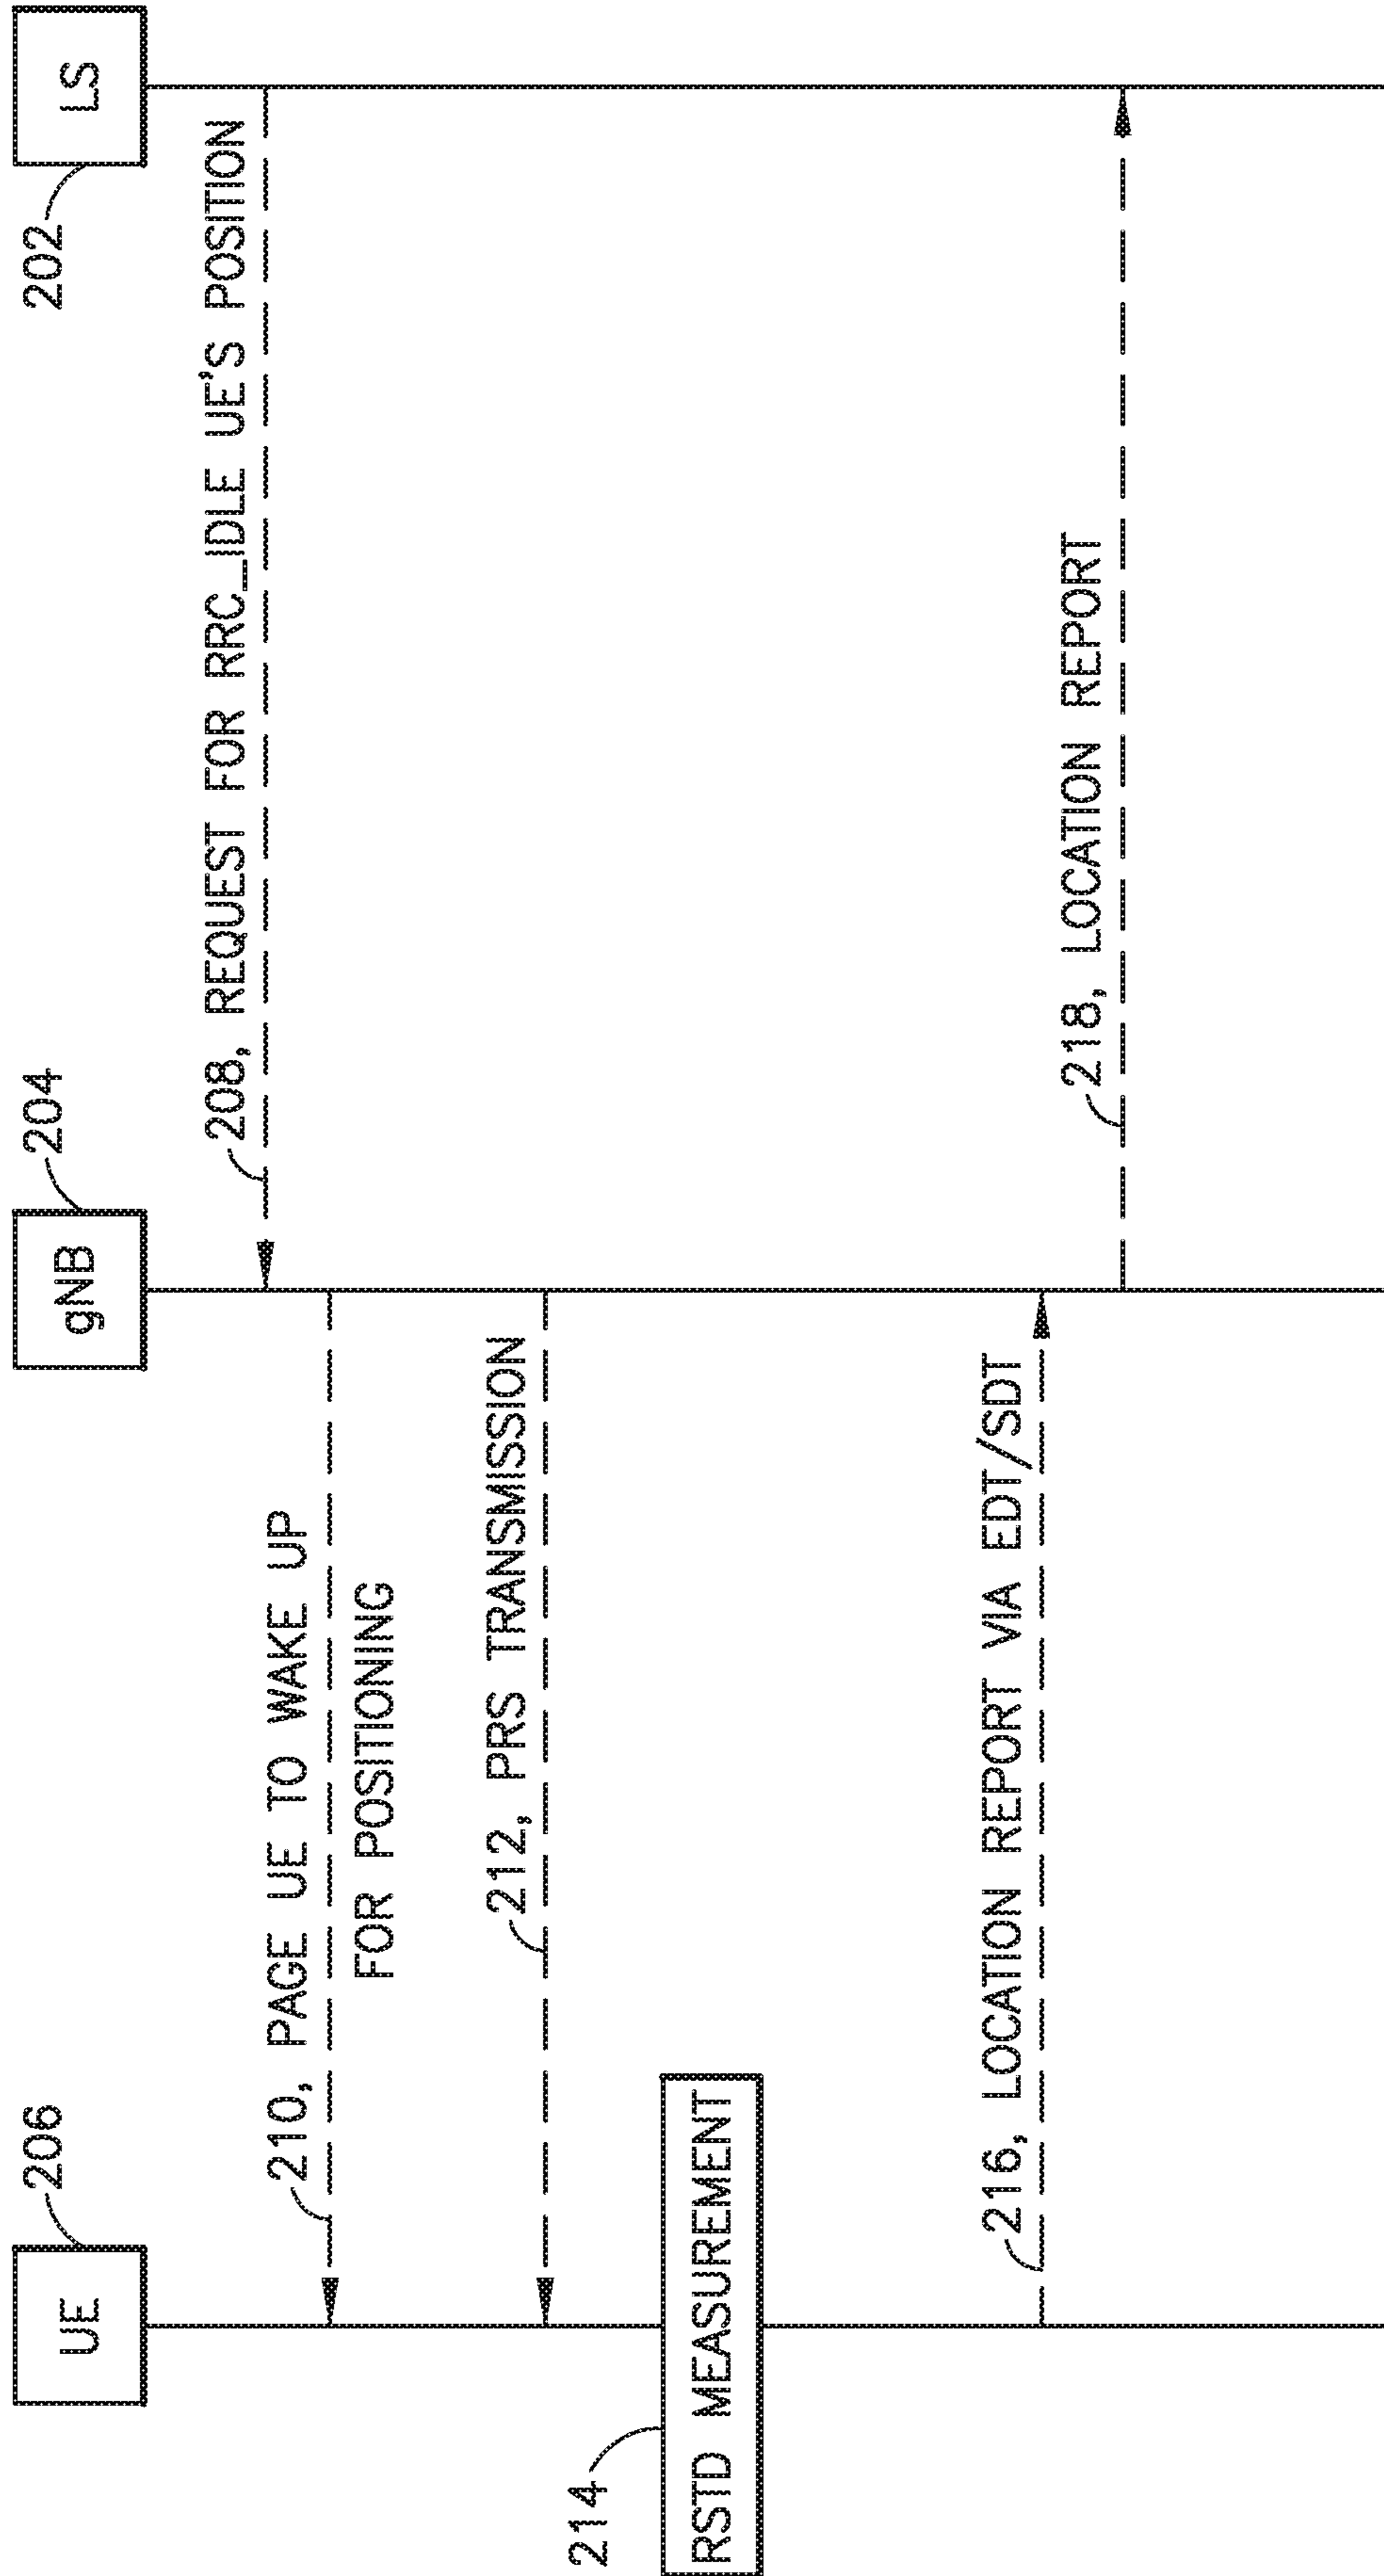 206
UE
204
gNB
202
LS
208, REQUEST FOR RRC_IDLE UE'S POSITION
210, PAGE UE TO WAKE UP
FOR POSITIONING
212, PRS TRANSMISSION
214
RSTD MEASUREMENT
216, LOCATION REPORT VIA EDT/SDT
218, LOCATION REPORT